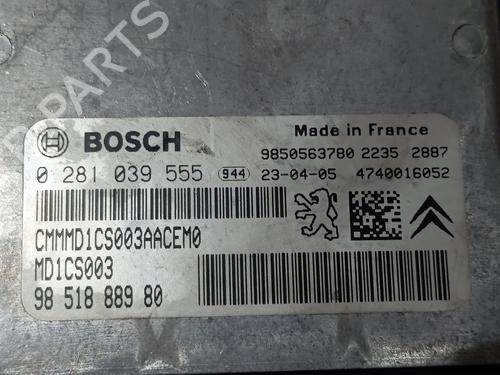 BOSCH
Made in France
9850563780 2235 2887
0 281 039 555 944 23-04-05 4740016052
CMMMD1CS003AACEM0
MD1CS003
98 518 889 80
PARTS